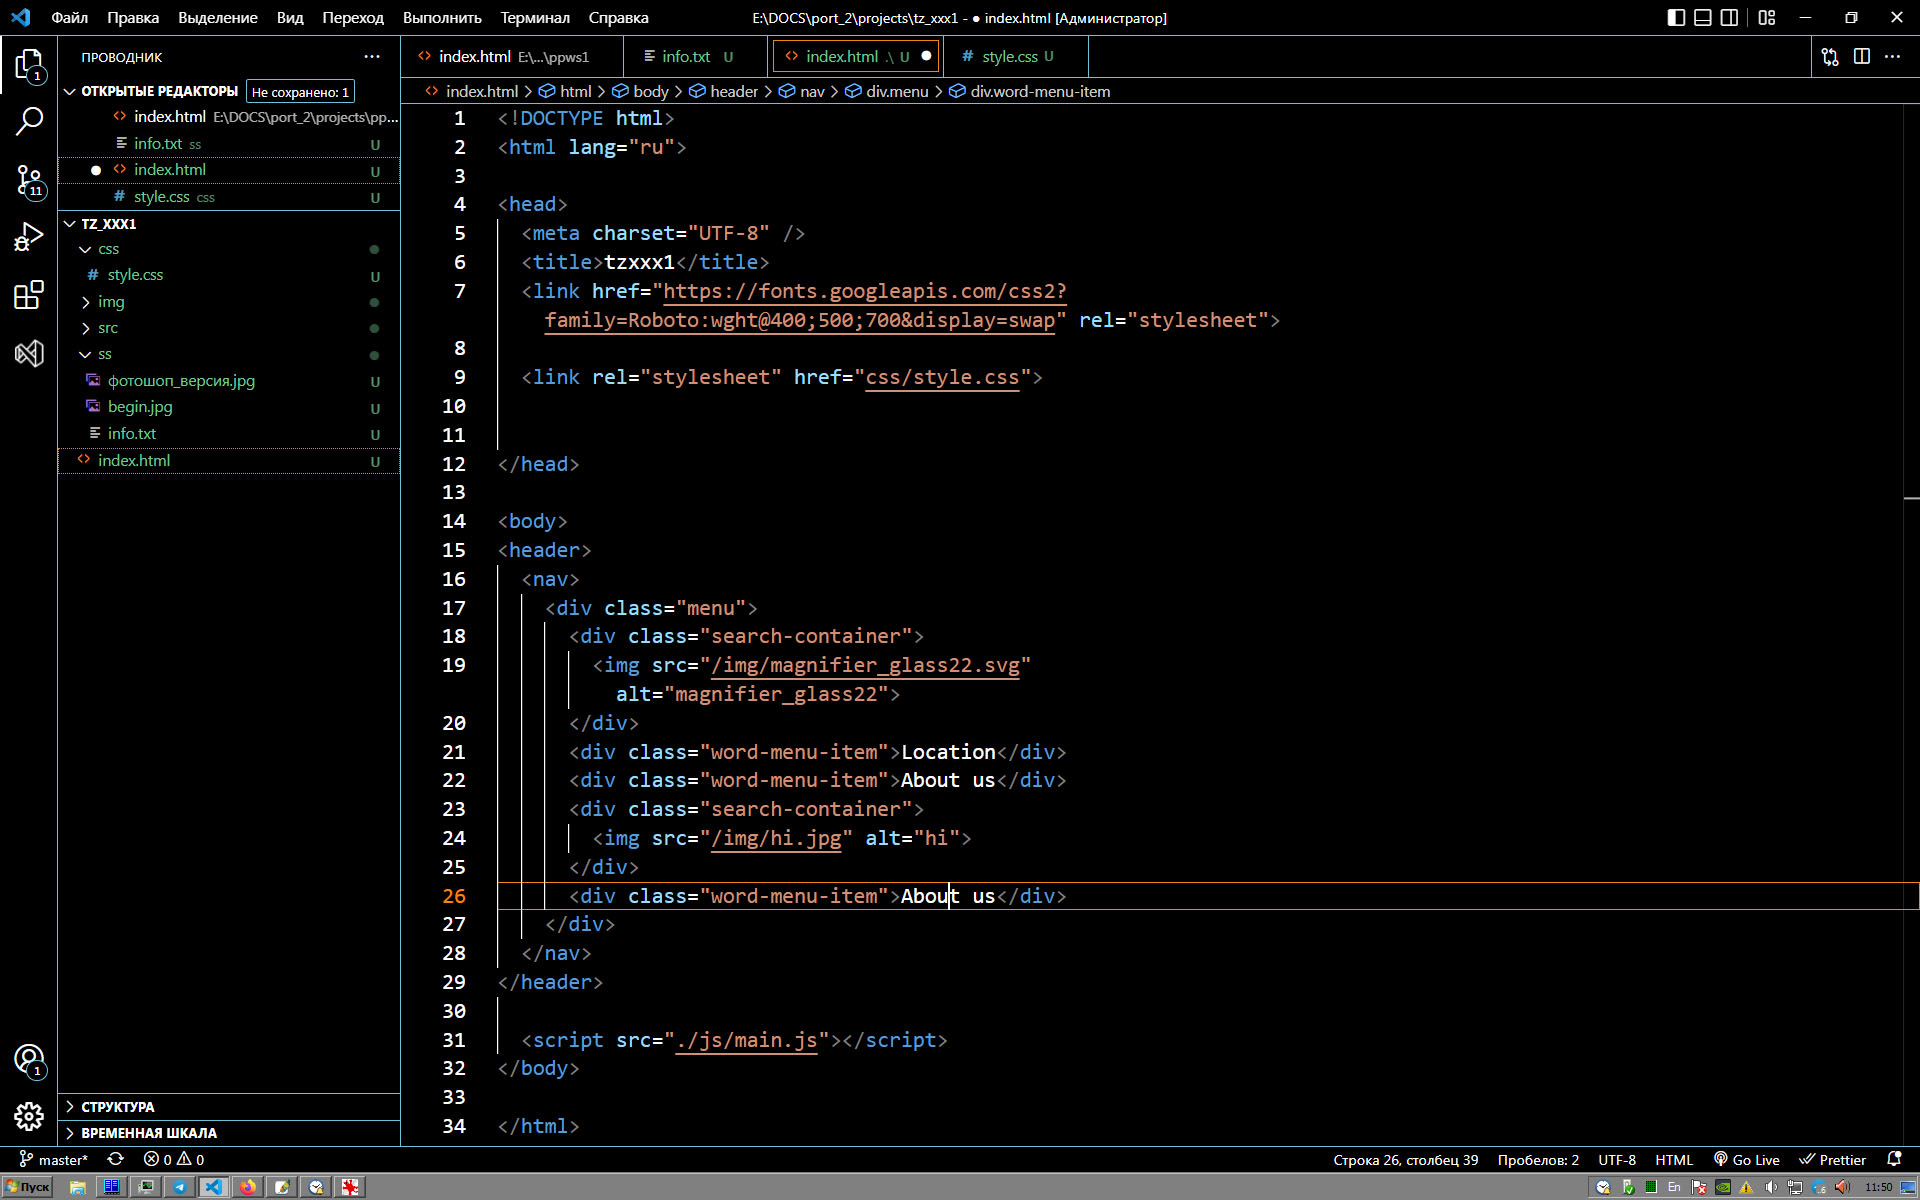 Файл Правка Выделение Вид Переход Выполнить Терминал Справка E:\DOCS\port_2\projects\tz_xxx1 - ● index.html [Администратор]
ПРОВОДНИК ···
index.html E:\...\ppws1 info.txt U index.html .\ U ● style.css U
ОТКРЫТЫЕ РЕДАКТОРЫ Не сохранено: 1
index.html E:\DOCS\port_2\projects\pp...
info.txt ss U
● index.html U
style.css css U
TZ_XXX1
css
style.css U
img
src
ss
фотошоп_версия.jpg U
begin.jpg U
info.txt U
index.html U
СТРУКТУРА
ВРЕМЕННАЯ ШКАЛА
1
11
1
index.html > html > body > header > nav > div.menu > div.word-menu-item
1 <!DOCTYPE html>
2 <html lang="ru">
3
4 <head>
5 <meta charset="UTF-8" />
6 <title>tzxxx1</title>
7 <link href="https://fonts.googleapis.com/css2?
family=Roboto:wght@400;500;700&display=swap" rel="stylesheet">
8
9 <link rel="stylesheet" href="css/style.css">
10
11
12 </head>
13
14 <body>
15 <header>
16 <nav>
17 <div class="menu">
18 <div class="search-container">
19 <img src="/img/magnifier_glass22.svg"
alt="magnifier_glass22">
20 </div>
21 <div class="word-menu-item">Location</div>
22 <div class="word-menu-item">About us</div>
23 <div class="search-container">
24 <img src="/img/hi.jpg" alt="hi">
25 </div>
26 <div class="word-menu-item">About us</div>
27 </div>
28 </nav>
29 </header>
30
31 <script src="./js/main.js"></script>
32 </body>
33
34 </html>
master* 0 0 Строка 26, столбец 39 Пробелов: 2 UTF-8 HTML Go Live Prettier
Пуск En 11:50